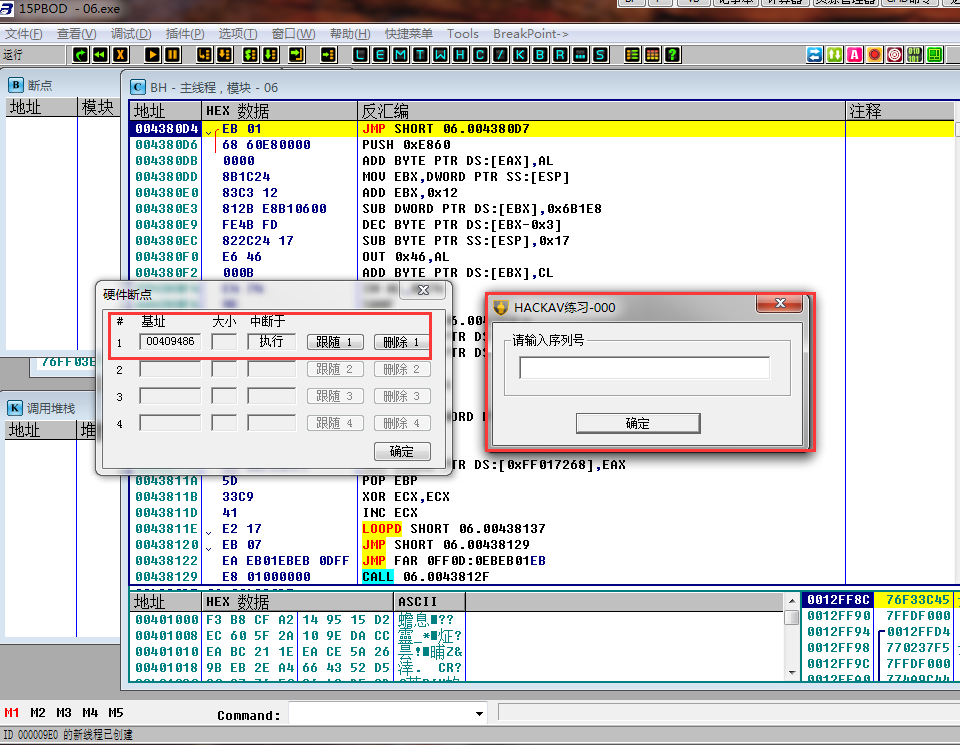 15PBOD - 06.exe
文件(F) 查看(V) 调试(D) 插件(P) 选项(T) 窗口(W) 帮助(H) 快捷菜单 Tools BreakPoint->
运行
L E M T W H C / K B R ... S
A
B 断点
地址 模块
C BH - 主线程 , 模块 - 06
地址 HEX 数据 反汇编 注释
004380D4 EB 01 JMP SHORT 06.004380D7
004380D6 68 60E80000 PUSH 0xE860
004380DB 0000 ADD BYTE PTR DS:[EAX],AL
004380DD 8B1C24 MOV EBX,DWORD PTR SS:[ESP]
004380E0 83C3 12 ADD EBX,0x12
004380E3 812B E8B10600 SUB DWORD PTR DS:[EBX],0x6B1E8
004380E9 FE4B FD DEC BYTE PTR DS:[EBX-0x3]
004380EC 822C24 17 SUB BYTE PTR SS:[ESP],0x17
004380F0 E6 46 OUT 0x46,AL
004380F2 000B ADD BYTE PTR DS:[EBX],CL
硬件断点
# 基址 大小 中断于
1 00409486 执行 跟随 1 删除 1
2 跟随 2 删除 2
3 跟随 3 删除 3
4 跟随 4 删除 4
确定
HACKAV练习-000
请输入序列号
确定
76FF03E
K 调用堆栈
地址 堆
TR DS:[0xFF017268],EAX
0043811A 5D POP EBP
0043811B 33C9 XOR ECX,ECX
0043811D 41 INC ECX
0043811E E2 17 LOOPD SHORT 06.00438137
00438120 EB 07 JMP SHORT 06.00438129
00438122 EA EB01EBEB 0DFF JMP FAR 0FF0D:0EBEB01EB
00438129 E8 01000000 CALL 06.0043812F
地址 HEX 数据 ASCII
00401000 F3 B8 CF A2 14 95 15 D2
00401008 EC 60 5F 2A 10 9E DA CC
00401010 EA BC 21 1E EA CE 5A 26
00401018 9B EB 2E A4 66 43 52 D5
0012FF8C 76F33C45
0012FF90 7FFDF000
0012FF94 0012FFD4
0012FF98 770237F5
0012FF9C 7FFDF000
0012FFA0 774A9C44
M1 M2 M3 M4 M5 Command:
ID 000009E0 的新线程已创建